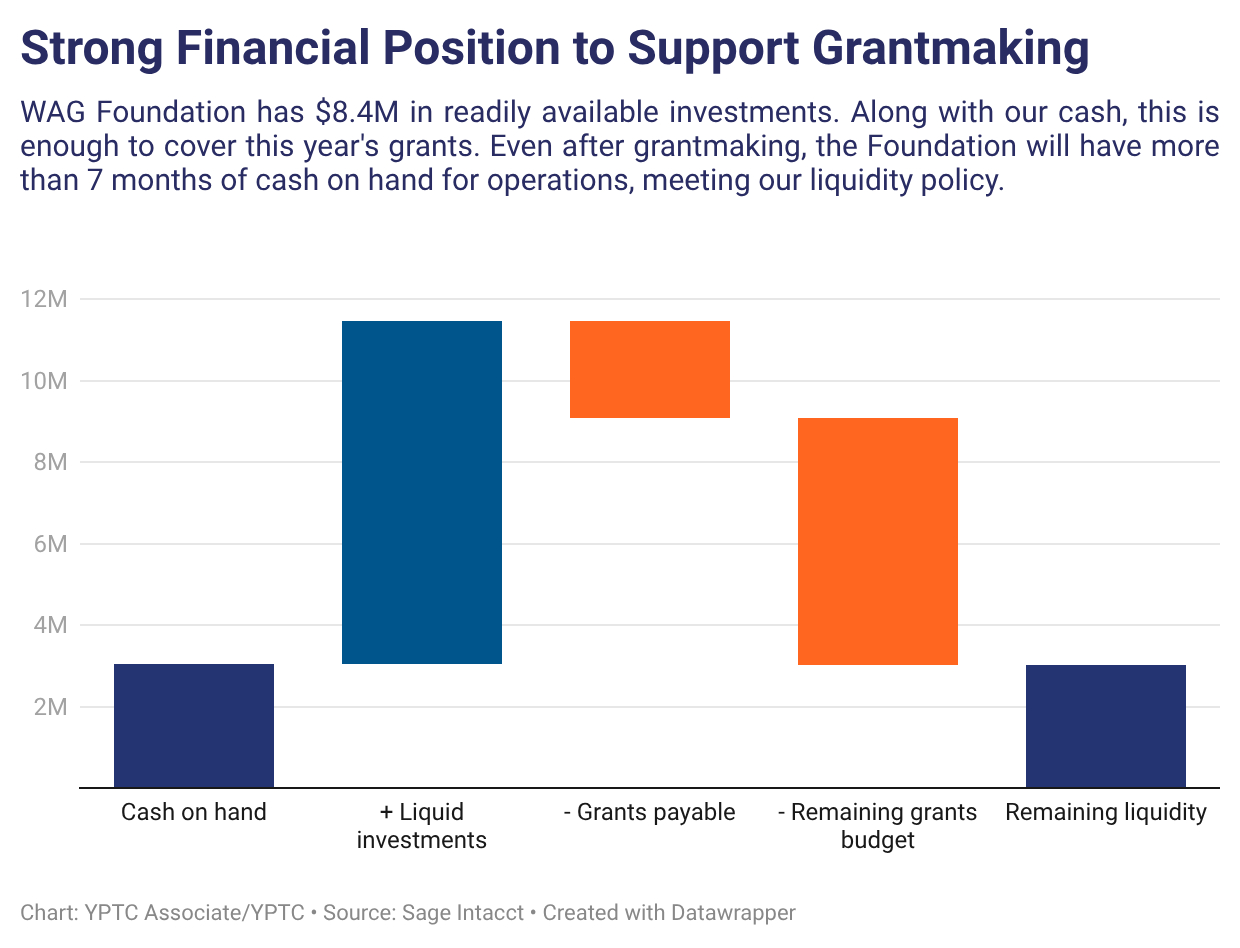 Strong Financial Position to Support Grantmaking
WAG Foundation has $8.4M in readily available investments. Along with our cash, this is
enough to cover this year's grants. Even after grantmaking, the Foundation will have more
than 7 months of cash on hand for operations, meeting our liquidity policy.
12M
10M
8M
6M
4M
2M
Cash on hand
+ Liquid
investments
- Grants payable
- Remaining grants
budget
Remaining liquidity
Chart: YPTC Associate/YPTC • Source: Sage Intacct • Created with Datawrapper